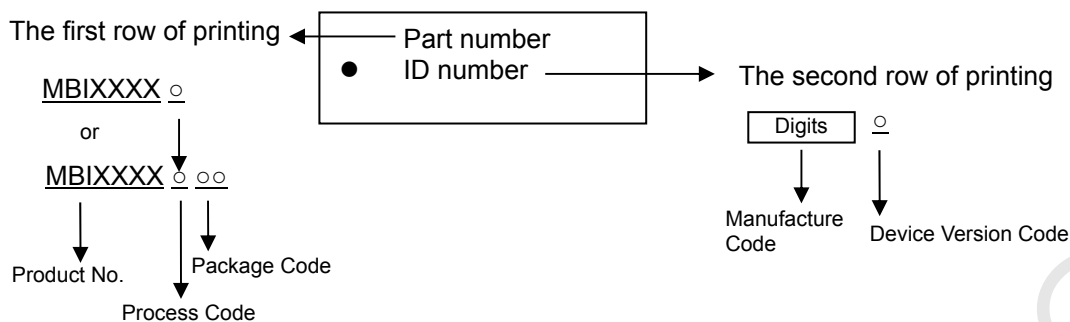 The first row of printing
Part number
ID number
The second row of printing
MBIXXXX ○
or
MBIXXXX ○ ○○
Digits ○
Manufacture
Code
Device Version Code
Product No.
Package Code
Process Code